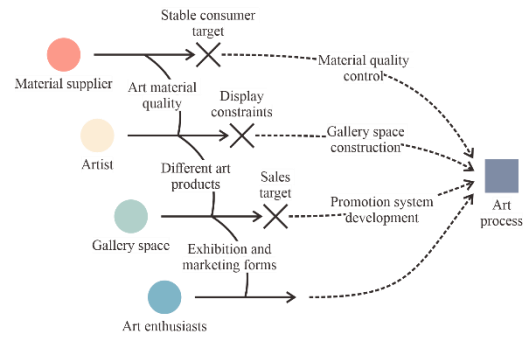 Stable consumer
target
Material quality
control
Material supplier
Art material
quality
Display
constraints
Gallery space
construction
Artist
Different art
products
Sales
target
Promotion system
development
Art
process
Gallery space
Exhibition and
marketing forms
Art enthusiasts